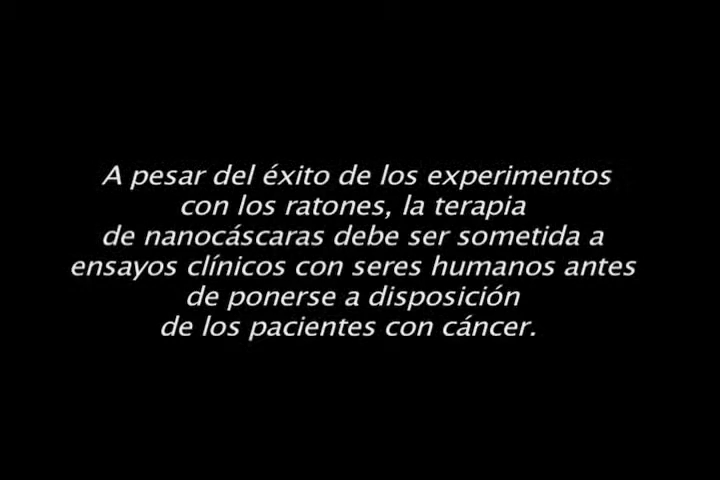 A pesar del éxito de los experimentos
con los ratones, la terapia
de nanocáscaras debe ser sometida a
ensayos clínicos con seres humanos antes
de ponerse a disposición
de los pacientes con cáncer.